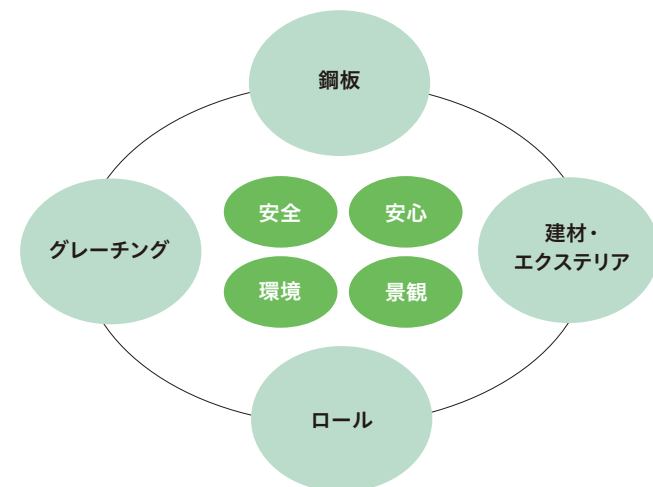 鋼板
安全
安心
グレーチング
建材・
エクステリア
環境
景観
ロール